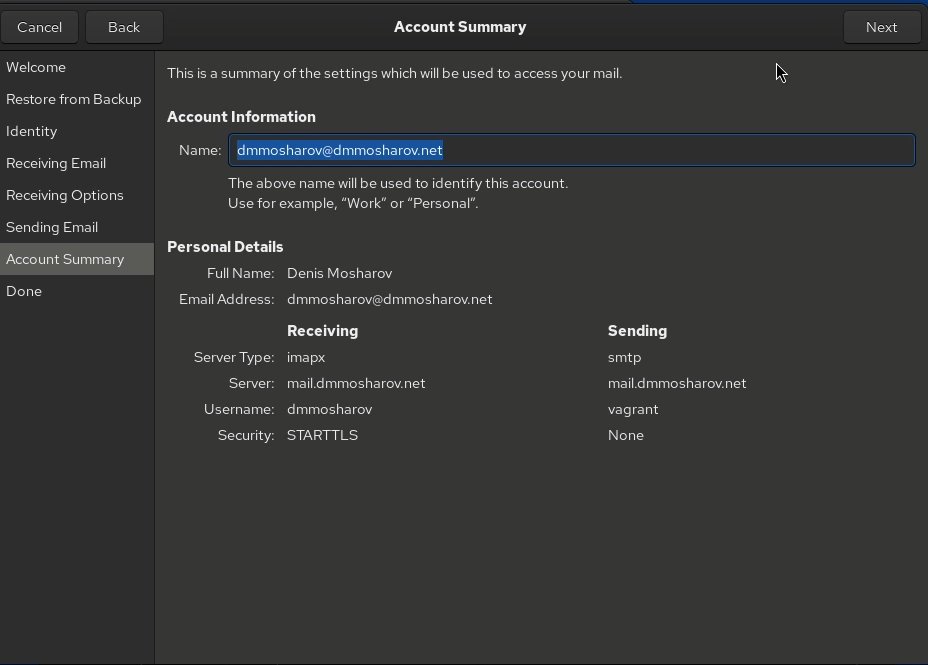 Cancel
Back
Account Summary
Next
Welcome
Restore from Backup
Identity
Receiving Email
Receiving Options
Sending Email
Account Summary
Done
This is a summary of the settings which will be used to access your mail.
Account Information
Name: dmmosharov@dmmosharov.net
The above name will be used to identify this account.
Use for example, “Work” or “Personal”.
Personal Details
Full Name: Denis Mosharov
Email Address: dmmosharov@dmmosharov.net
Receiving Sending
Server Type: imapx smtp
Server: mail.dmmosharov.net mail.dmmosharov.net
Username: dmmosharov vagrant
Security: STARTTLS None